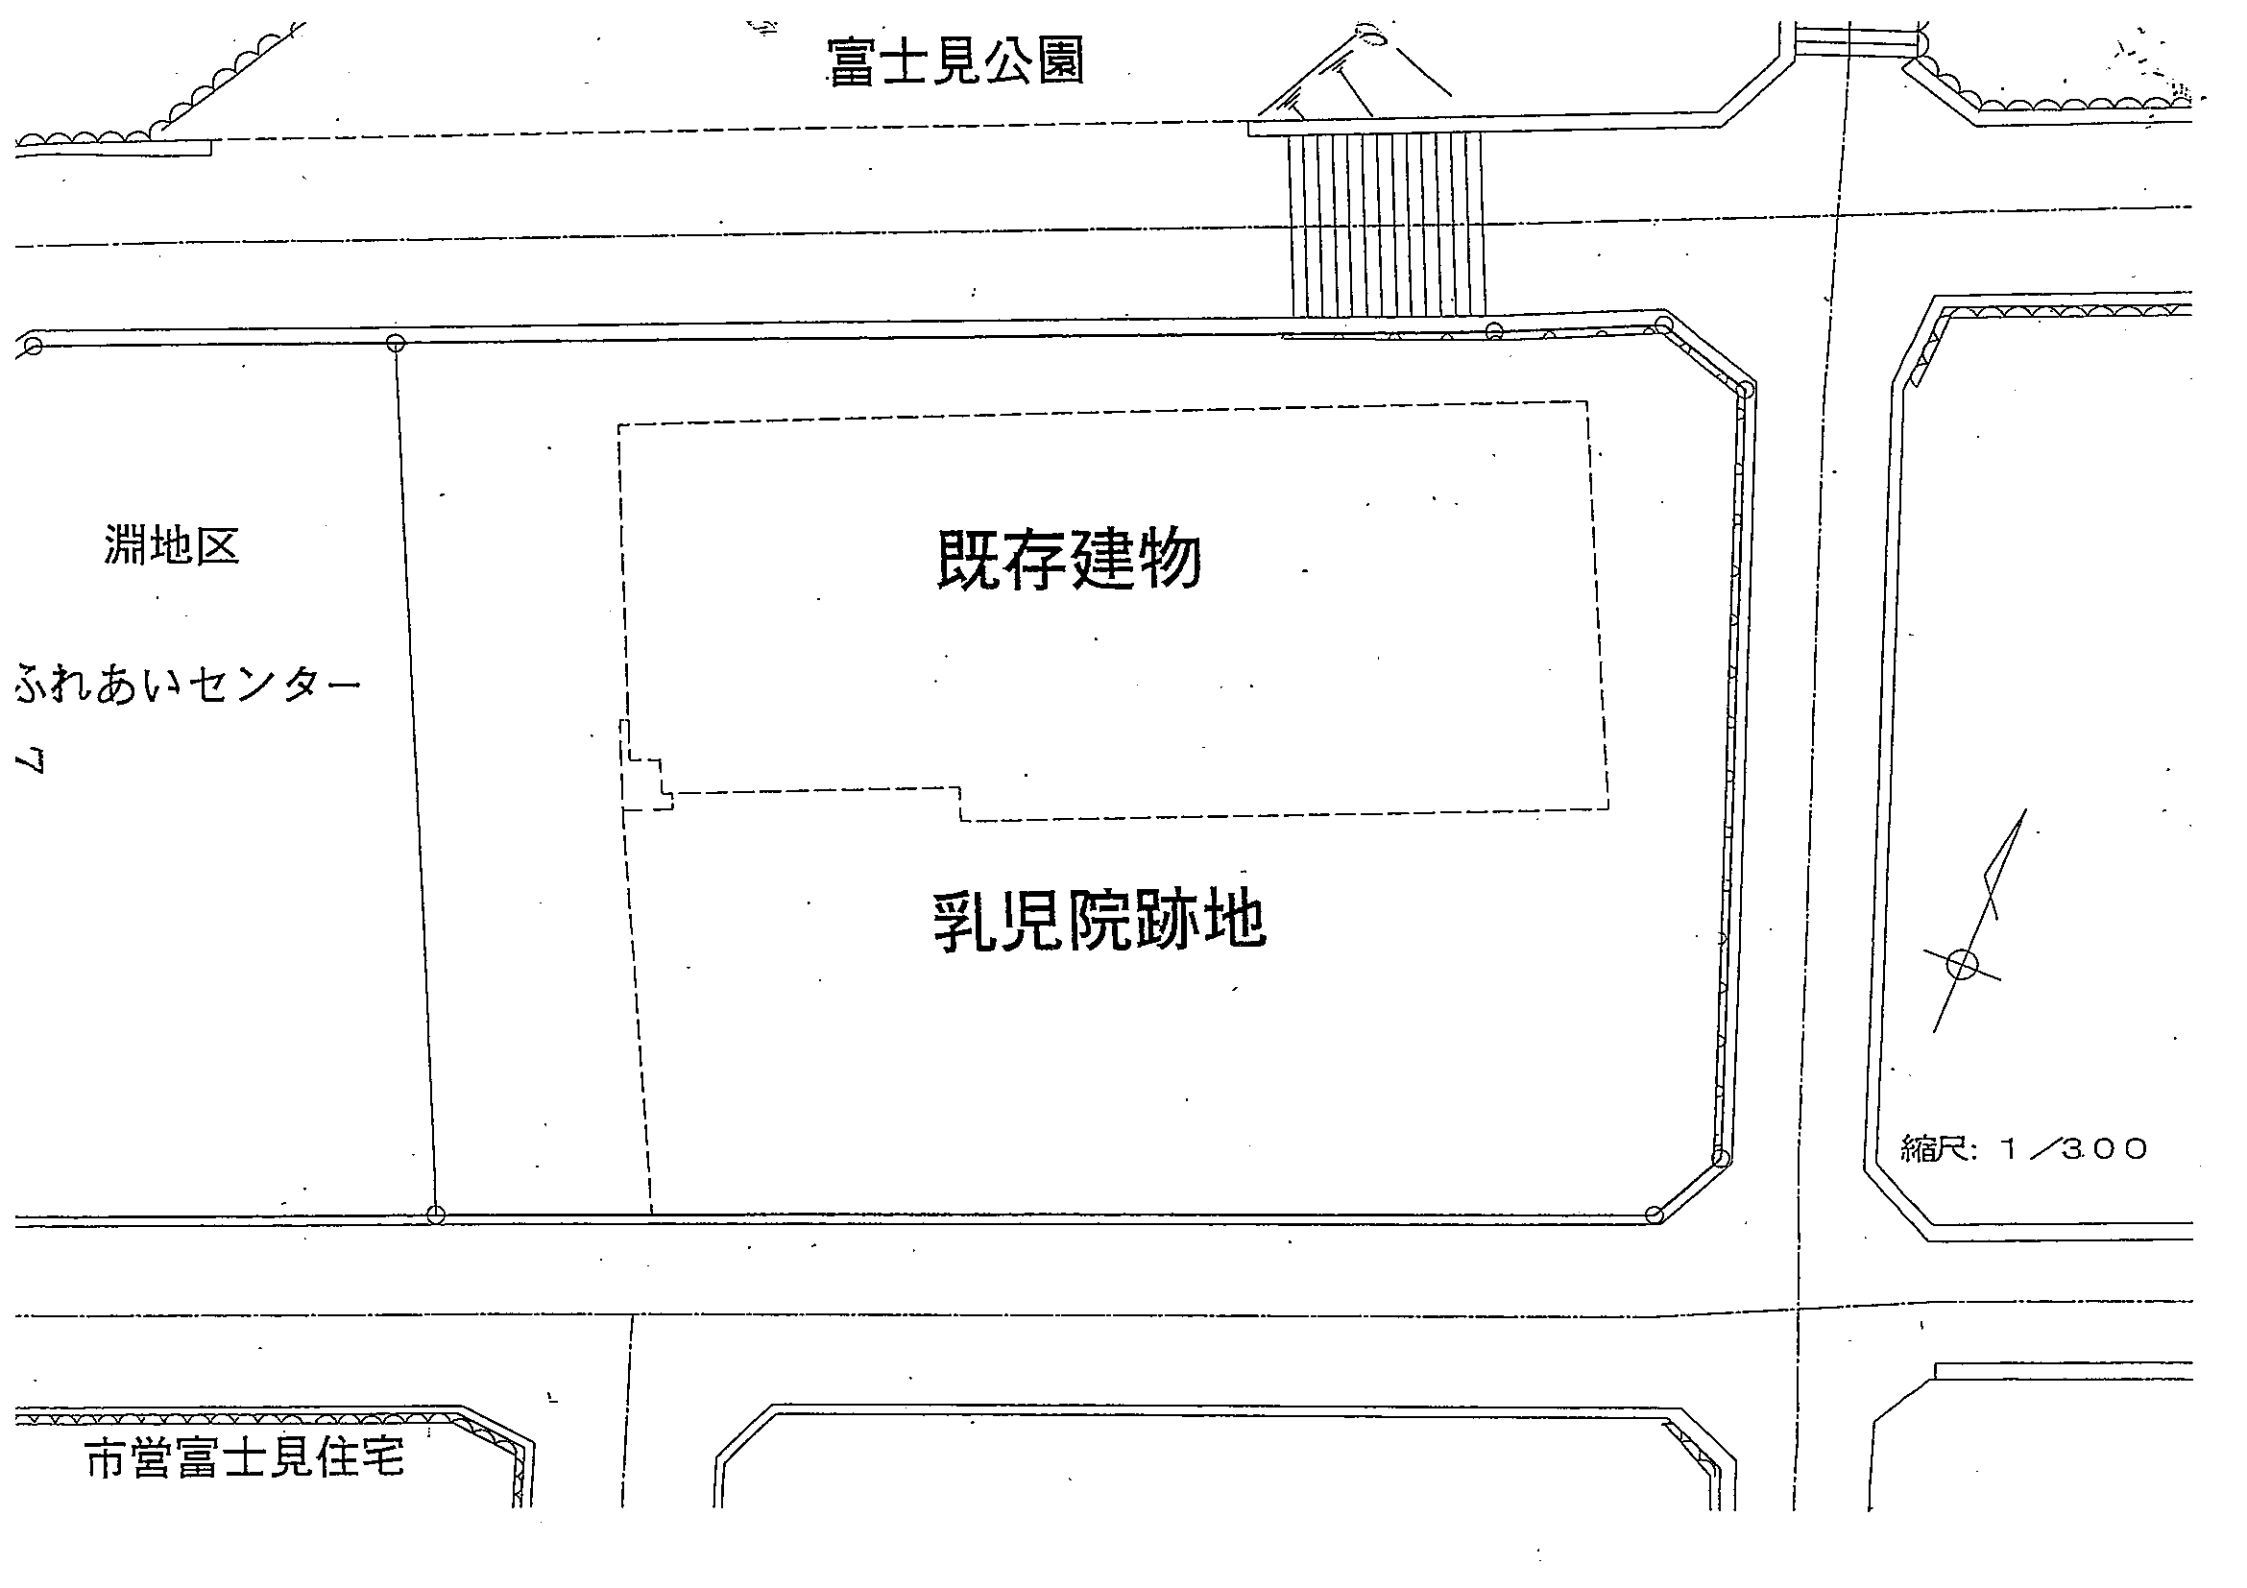 富士見公園
淵地区
既存建物
ふれあいセンター
乳児院跡地
縮尺: 1/300
市営富士見住宅